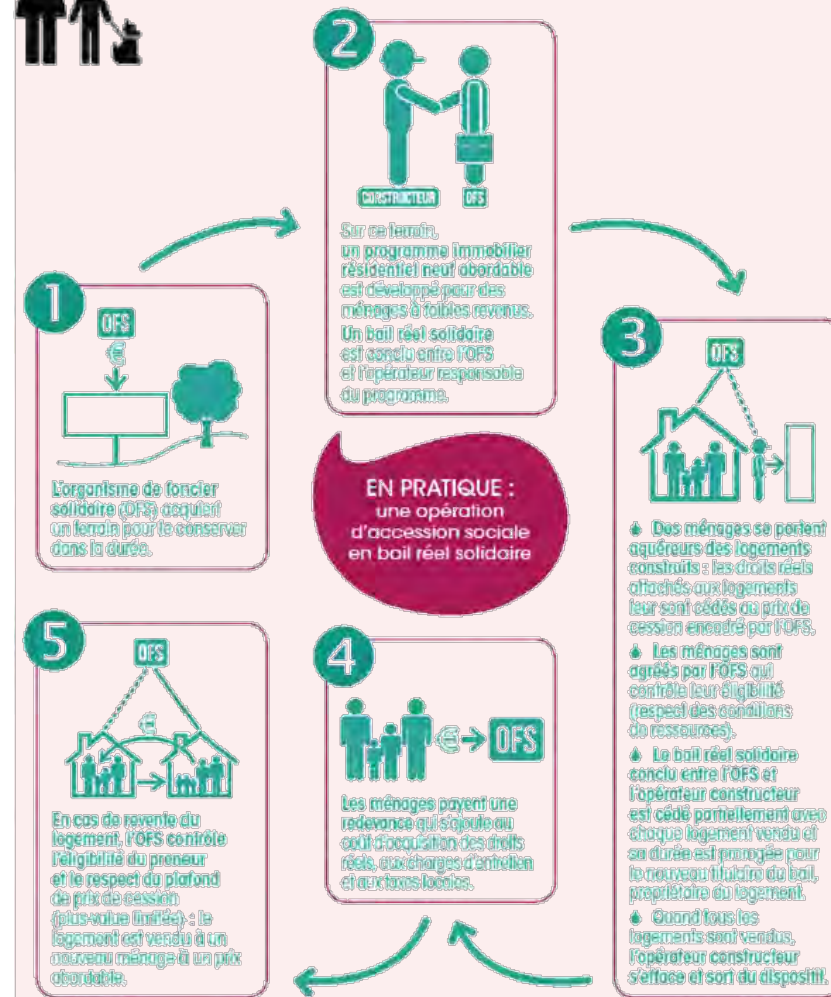 1
OFS
€
L'organisme de foncier
solidaire (OFS) acquiert
un terrain pour le conserver
dans la durée.
2
CONSTRUCTEUR
OFS
Sur ce terrain,
un programme immobilier
résidentiel neuf abordable
est développé pour des
ménages à faibles revenus.
Un bail réel solidaire
est conclu entre l'OFS
et l'opérateur responsable
du programme.
EN PRATIQUE :
une opération
d'accession sociale
en bail réel solidaire
3
OFS
Des ménages se portent
aquéreurs des logements
construits : les droits réels
attachés aux logements
leur sont cédés au prix de
cession encadré par l'OFS.
Les ménages sont
agréés par l'OFS qui
contrôle leur éligibilité
(respect des conditions
de ressources).
Le bail réel solidaire
conclu entre l'OFS et
l'opérateur constructeur
est cédé partiellement avec
chaque logement vendu et
sa durée est prorogée pour
le nouveau titulaire du bail,
propriétaire du logement.
Quand tous les
logements sont vendus,
l'opérateur constructeur
s'efface et sort du dispositif.
4
€
OFS
Les ménages payent une
redevance qui s'ajoute au
coût d'acquisition des droits
réels, aux charges d'entretien
et aux taxes locales.
5
OFS
€
En cas de revente du
logement, l'OFS contrôle
l'éligibilité du preneur
et le respect du plafond
de prix de cession
(plus-value limitée) : le
logement est vendu à un
nouveau ménage à un prix
abordable.